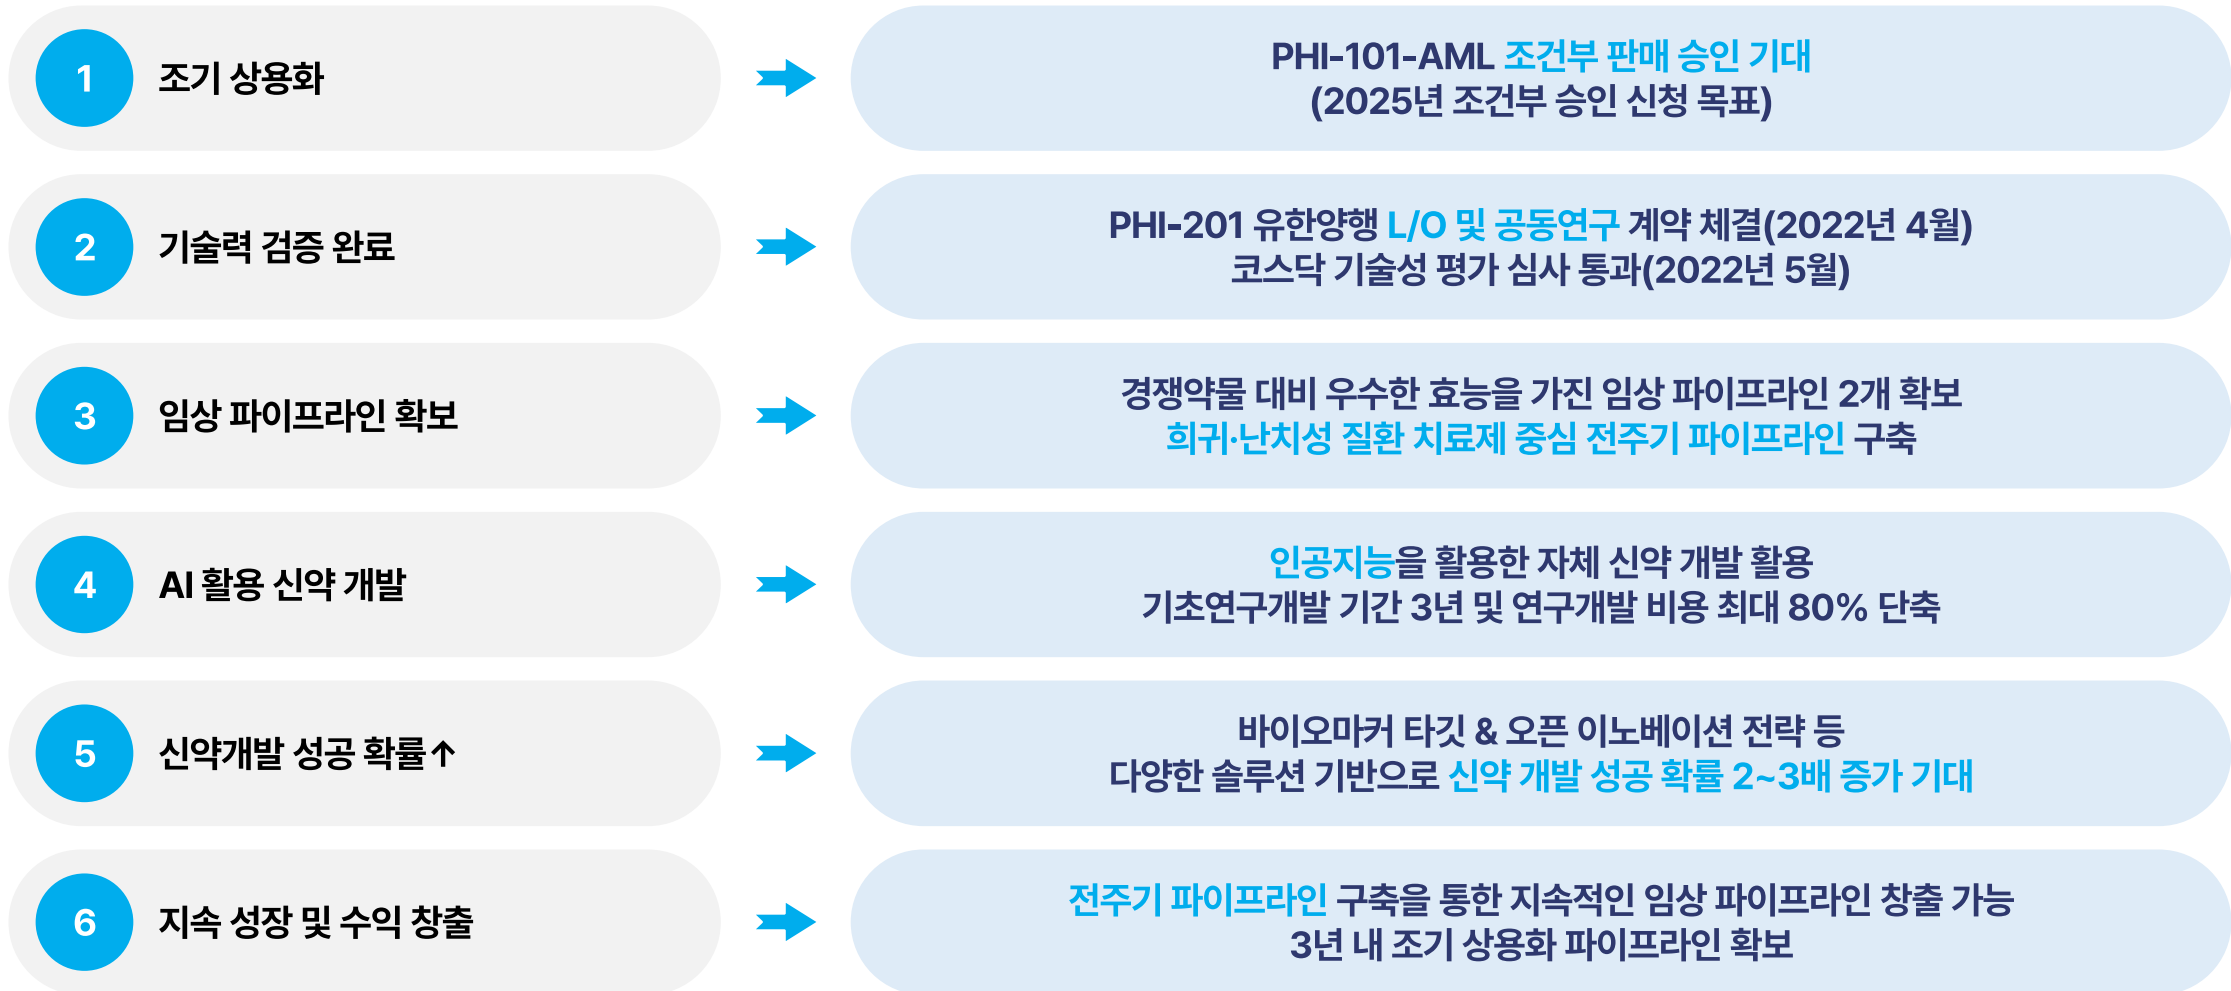 1
조기 상용화
PHI-101-AML 조건부 판매 승인 기대
(2025년 조건부 승인 신청 목표)
2
기술력 검증 완료
PHI-201 유한양행 L/O 및 공동연구 계약 체결(2022년 4월)
코스닥 기술성 평가 심사 통과(2022년 5월)
3
임상 파이프라인 확보
경쟁약물 대비 우수한 효능을 가진 임상 파이프라인 2개 확보
희귀·난치성 질환 치료제 중심 전주기 파이프라인 구축
4
AI 활용 신약 개발
인공지능을 활용한 자체 신약 개발 활용
기초연구개발 기간 3년 및 연구개발 비용 최대 80% 단축
5
신약개발 성공 확률↑
바이오마커 타깃 & 오픈 이노베이션 전략 등
다양한 솔루션 기반으로 신약 개발 성공 확률 2~3배 증가 기대
6
지속 성장 및 수익 창출
전주기 파이프라인 구축을 통한 지속적인 임상 파이프라인 창출 가능
3년 내 조기 상용화 파이프라인 확보